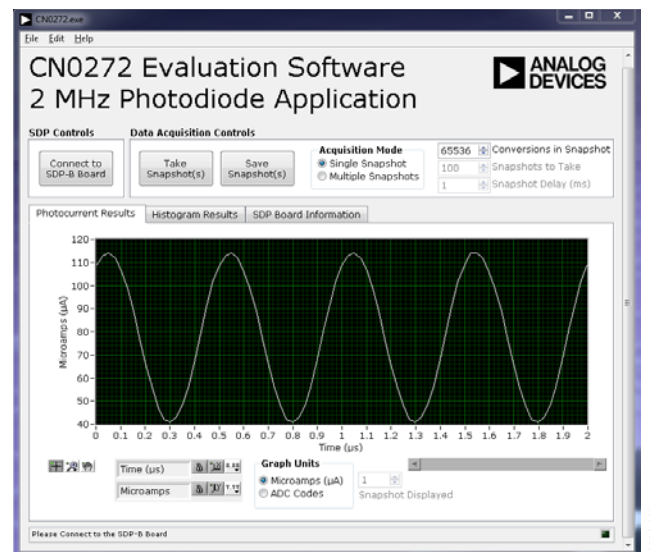 CN0272.exe
File Edit Help
CN0272 Evaluation Software
2 MHz Photodiode Application
ANALOG
DEVICES
SDP Controls
Connect to
SDP-B Board
Data Acquisition Controls
Take
Snapshot(s)
Save
Snapshot(s)
Acquisition Mode
Single Snapshot
Multiple Snapshots
65536 Conversions in Snapshot
100 Snapshots to Take
1 Snapshot Delay (ms)
Photocurrent Results Histogram Results SDP Board Information
Microamps (µA)
120
110
100
90
80
70
60
50
40
0 0.1 0.2 0.3 0.4 0.5 0.6 0.7 0.8 0.9 1 1.1 1.2 1.3 1.4 1.5 1.6 1.7 1.8 1.9 2
Time (µs)
Time (µs)
Microamps
Graph Units
Microamps (µA)
ADC Codes
1
Snapshot Displayed
Please Connect to the SDP-B Board